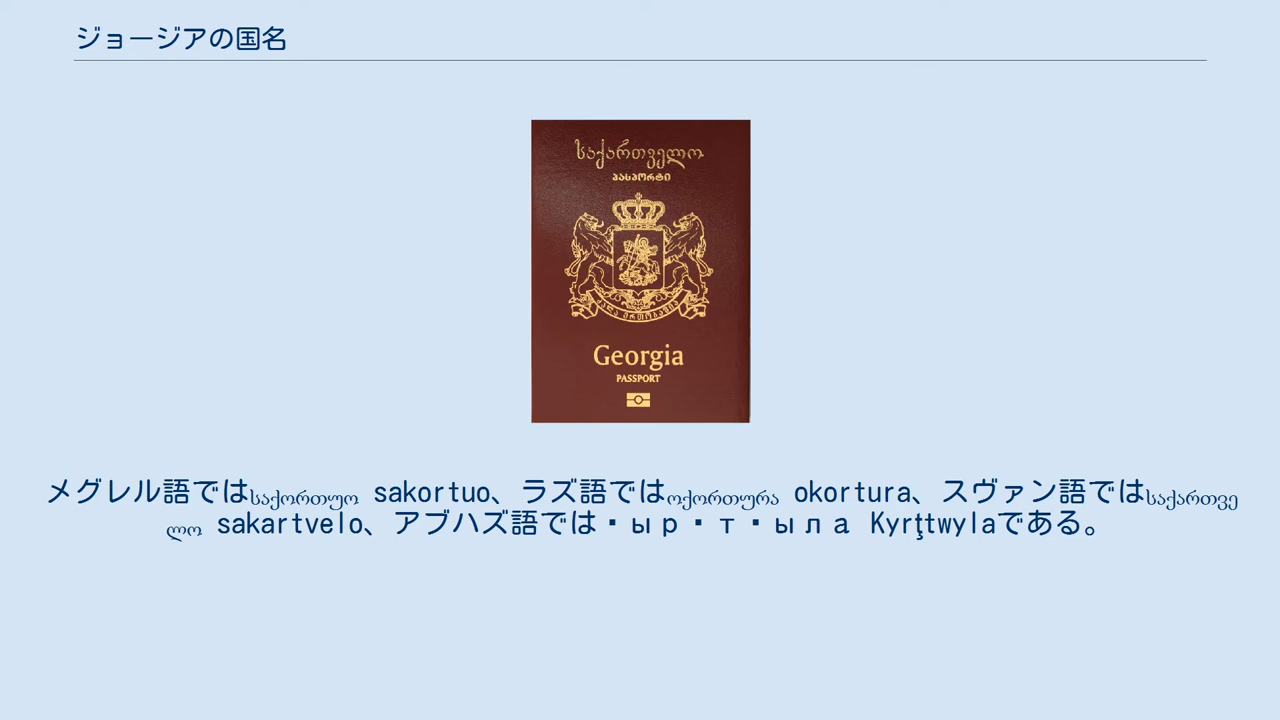 ジョージアの国名
საქართველო
პასპორტი
Georgia
PASSPORT
メグレル語ではსაქორთუო sakortuo、ラズ語ではოქორთურა okortura、スヴァン語ではსაქართვე
ლო sakartvelo、アブハズ語では・ыр・т・ыла Kyrţtwylaである。